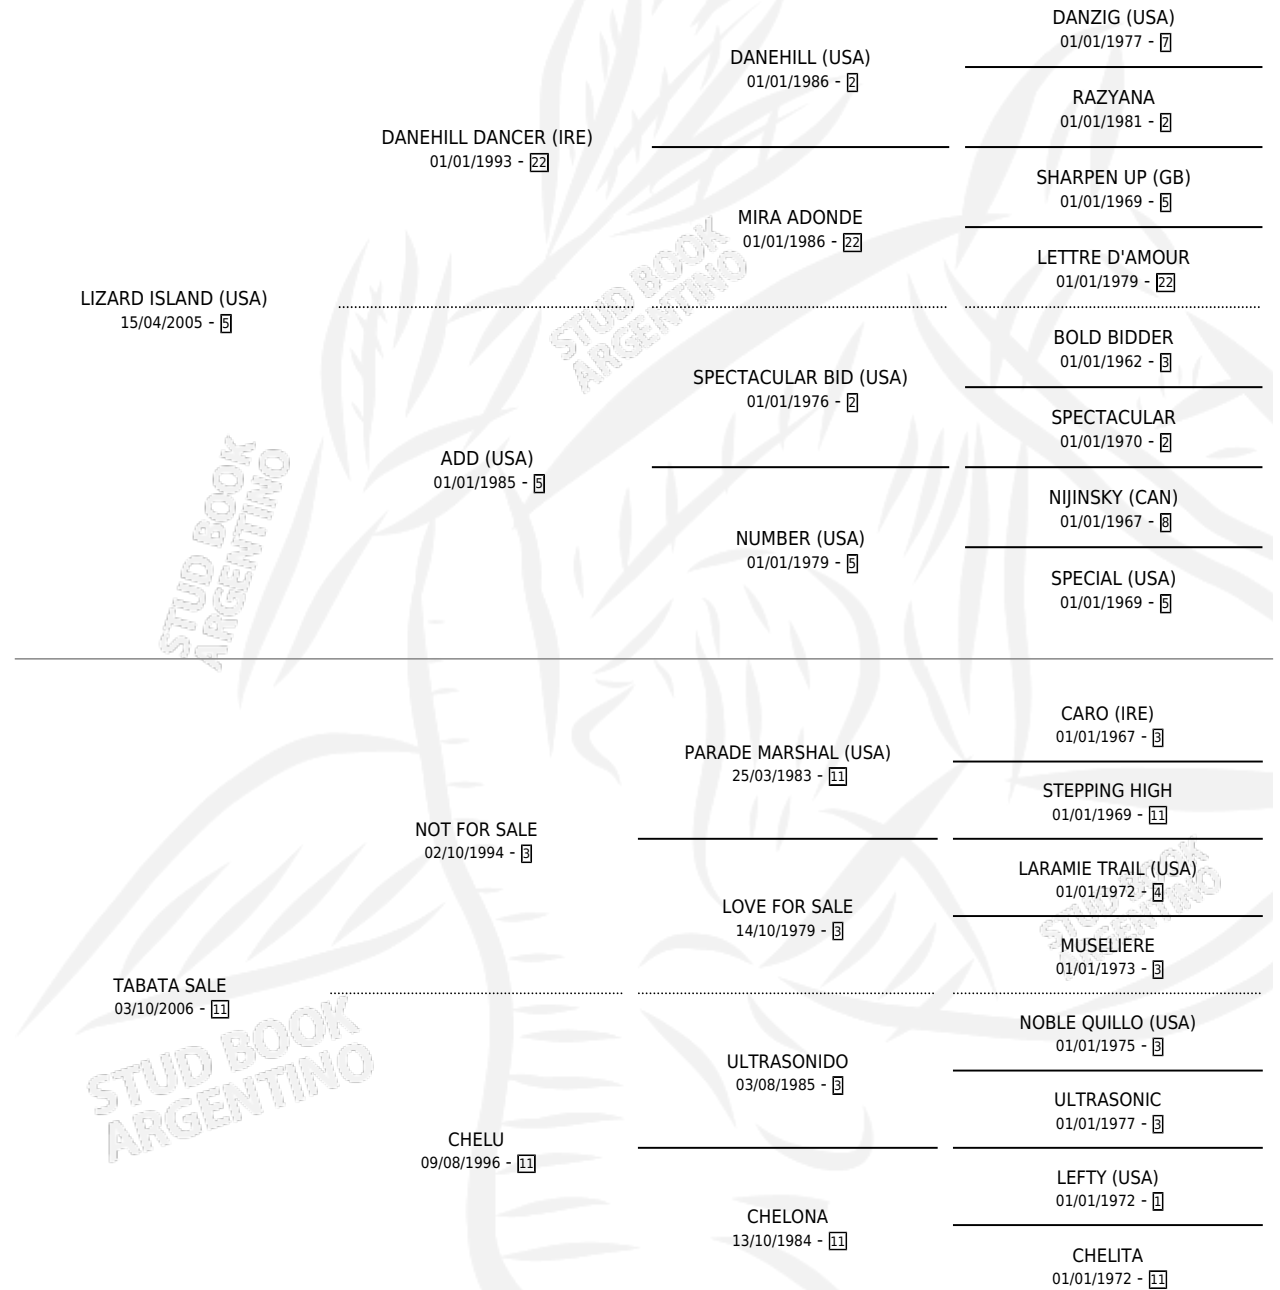 DANZIG (USA)
01/01/1977 - 7
DANEHILL (USA)
01/01/1986 - 2
RAZYANA
01/01/1981 - 2
DANEHILL DANCER (IRE)
01/01/1993 - 22
SHARPEN UP (GB)
01/01/1969 - 5
MIRA ADONDE
01/01/1986 - 22
LETTRE D'AMOUR
01/01/1979 - 22
LIZARD ISLAND (USA)
15/04/2005 - 5
STUD BOOK
ARGENTINO
BOLD BIDDER
01/01/1962 - 3
SPECTACULAR BID (USA)
01/01/1976 - 2
SPECTACULAR
01/01/1970 - 2
ADD (USA)
01/01/1985 - 5
STUD BOOK
ARGENTINO
NIJINSKY (CAN)
01/01/1967 - 8
NUMBER (USA)
01/01/1979 - 5
SPECIAL (USA)
01/01/1969 - 5
CARO (IRE)
01/01/1967 - 3
PARADE MARSHAL (USA)
25/03/1983 - 11
STEPPING HIGH
01/01/1969 - 11
NOT FOR SALE
02/10/1994 - 3
LARAMIE TRAIL (USA)
01/01/1972 - 4
STUD BOOK
ARGENTINO
LOVE FOR SALE
14/10/1979 - 3
MUSELIERE
01/01/1973 - 3
TABATA SALE
03/10/2006 - 11
STUD BOOK
ARGENTINO
NOBLE QUILLO (USA)
01/01/1975 - 3
ULTRASONIDO
03/08/1985 - 3
ULTRASONIC
01/01/1977 - 3
CHELU
09/08/1996 - 11
LEFTY (USA)
01/01/1972 - 1
CHELONA
13/10/1984 - 11
CHELITA
01/01/1972 - 11